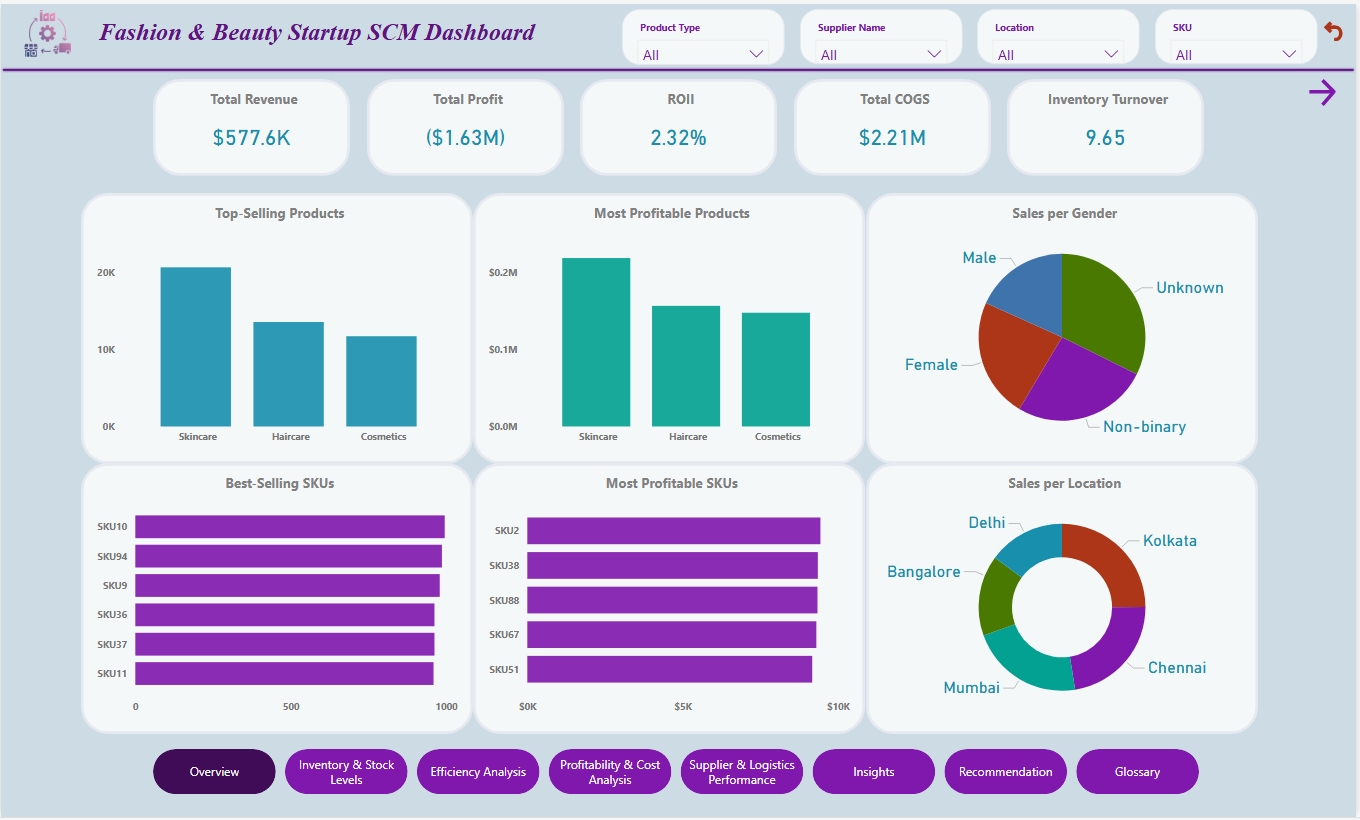 Fashion & Beauty Startup SCM Dashboard
Product Type
All
Supplier Name
All
Location
All
SKU
All
Total Revenue
$577.6K
Total Profit
($1.63M)
ROII
2.32%
Total COGS
$2.21M
Inventory Turnover
9.65
Top-Selling Products
20K
10K
0K
Skincare
Haircare
Cosmetics
Most Profitable Products
$0.2M
$0.1M
$0.0M
Skincare
Haircare
Cosmetics
Sales per Gender
Male
Unknown
Female
Non-binary
Best-Selling SKUs
SKU10
SKU94
SKU9
SKU36
SKU37
SKU11
0
500
1000
Most Profitable SKUs
SKU2
SKU38
SKU88
SKU67
SKU51
$0K
$5K
$10K
Sales per Location
Delhi
Kolkata
Bangalore
Chennai
Mumbai
Overview
Inventory & Stock
Levels
Efficiency Analysis
Profitability & Cost
Analysis
Supplier & Logistics
Performance
Insights
Recommendation
Glossary